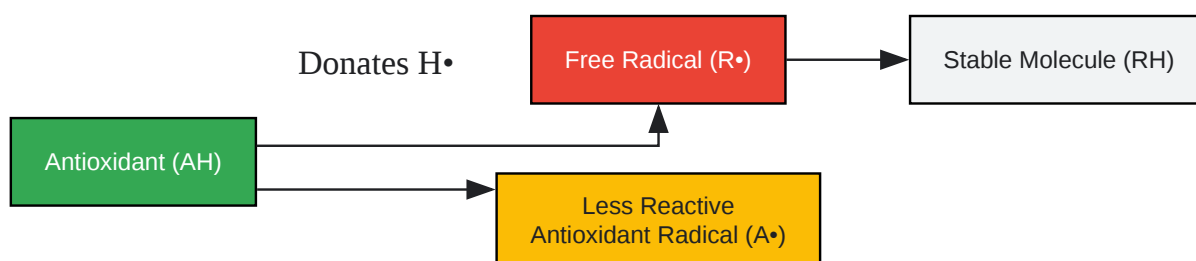 Donates H•
Free Radical (R•)
Stable Molecule (RH)
Antioxidant (AH)
Less Reactive
Antioxidant Radical (A•)